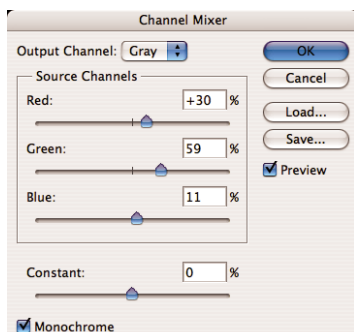 Channel Mixer
Output Channel: Gray
OK
Source Channels
Cancel
Red: +30 %
Load...
Save...
Green: 59 %
Preview
Blue: 11 %
Constant: 0 %
Monochrome